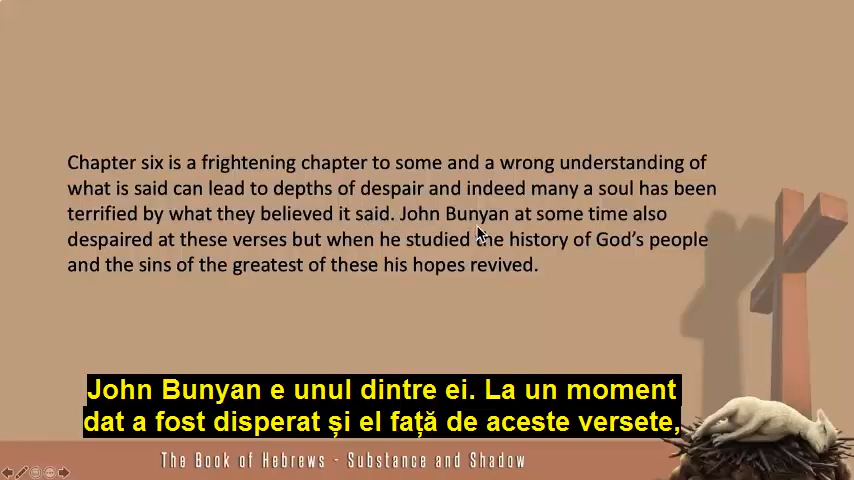 Chapter six is a frightening chapter to some and a wrong understanding of
what is said can lead to depths of despair and indeed many a soul has been
terrified by what they believed it said. John Bunyan at some time also
despaired at these verses but when he studied the history of God's people
and the sins of the greatest of these his hopes revived.
John Bunyan e unul dintre ei. La un moment
dat a fost disperat și el față de aceste versete,
The Book of Hebrews - Substance and Shadow